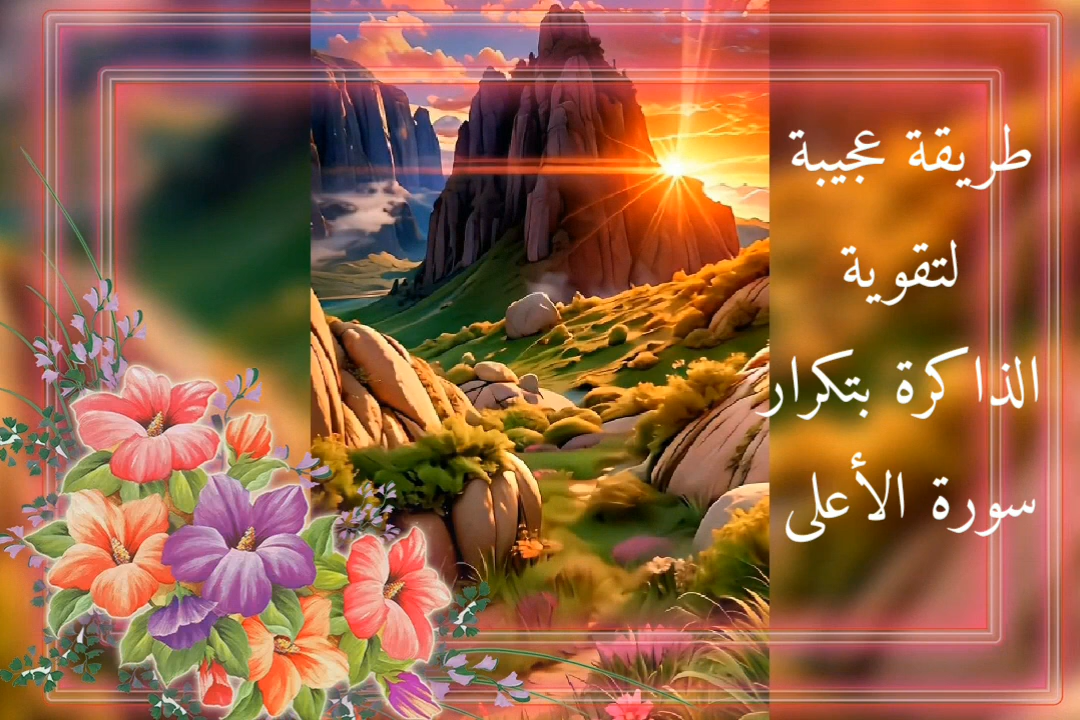 طريقة عجيبة
لتقوية
الذاكرة بتكرار
سورة الأعلى